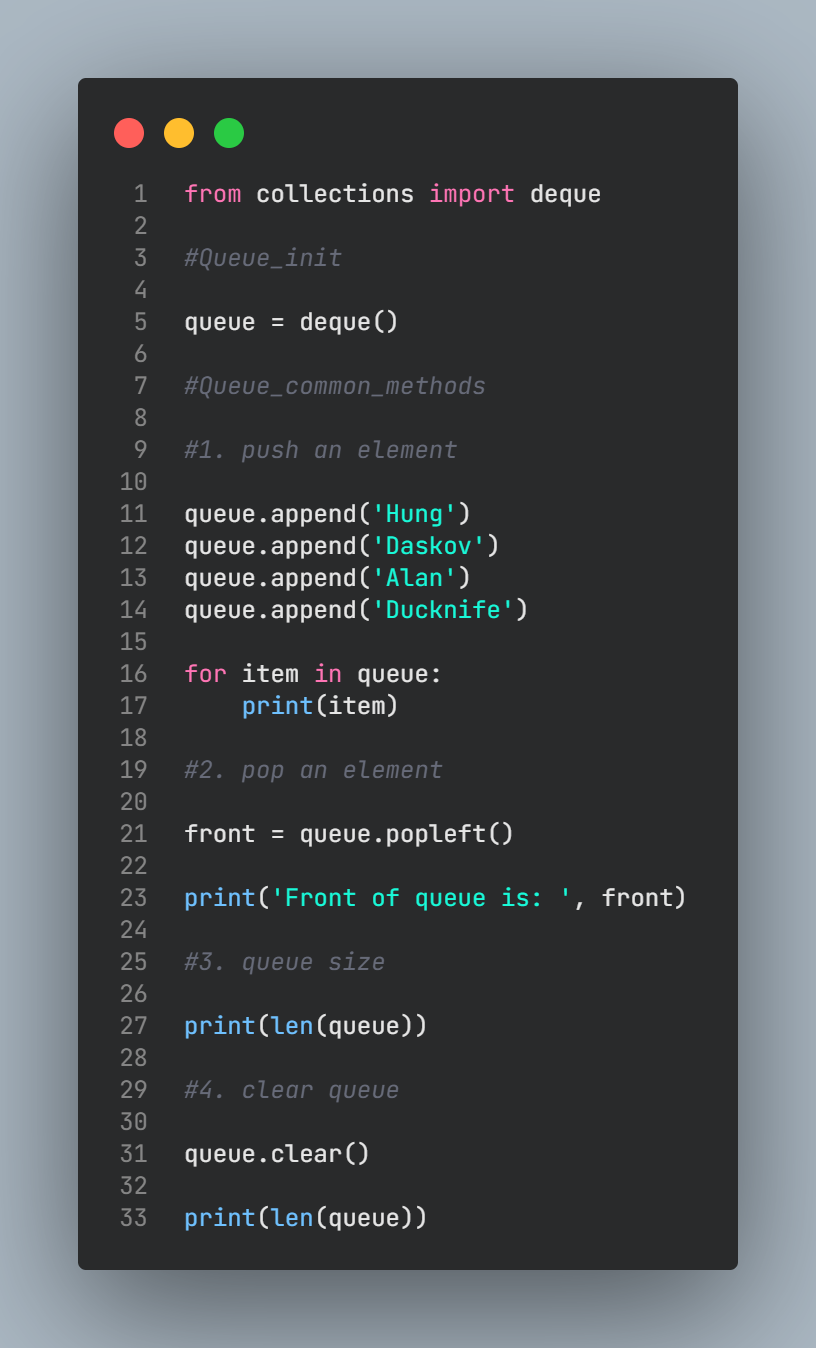 1 from collections import deque
2
3 #Queue_init
4
5 queue = deque()
6
7 #Queue_common_methods
8
9 #1. push an element
10
11 queue.append('Hung')
12 queue.append('Daskov')
13 queue.append('Alan')
14 queue.append('Ducknife')
15
16 for item in queue:
17     print(item)
18
19 #2. pop an element
20
21 front = queue.popleft()
22
23 print('Front of queue is: ', front)
24
25 #3. queue size
26
27 print(len(queue))
28
29 #4. clear queue
30
31 queue.clear()
32
33 print(len(queue))